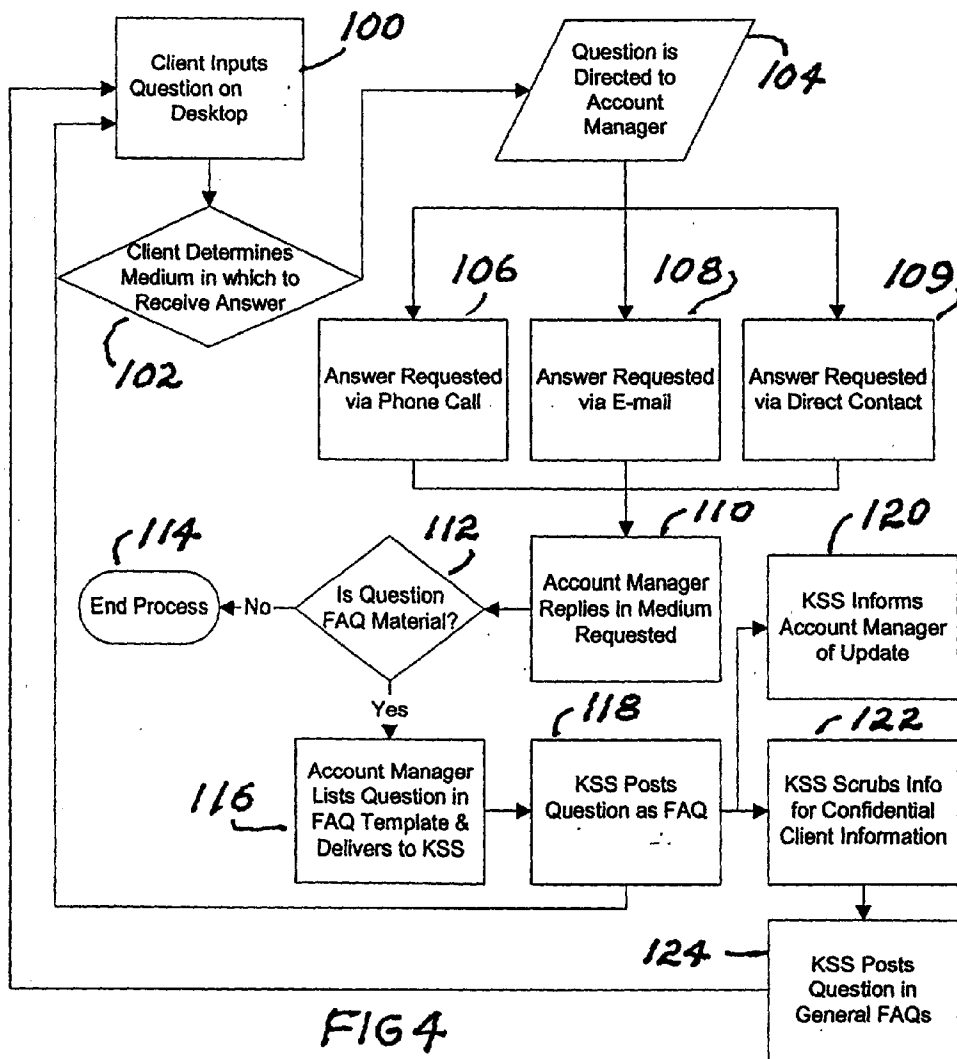 100
Client Inputs
Question on
Desktop
Question is
Directed to
Account
Manager
104
Client Determines
Medium in which to
Receive Answer
102
106
108
109
Answer Requested
via Phone Call
Answer Requested
via E-mail
Answer Requested
via Direct Contact
114
112
110
120
End Process
No
Is Question
FAQ Material?
Account Manager
Replies in Medium
Requested
KSS Informs
Account Manager
of Update
Yes
118
122
116
Account Manager
Lists Question in
FAQ Template &
Delivers to KSS
KSS Posts
Question as FAQ
KSS Scrubs Info
for Confidential
Client Information
124
KSS Posts
Question in
General FAQs
FIG 4